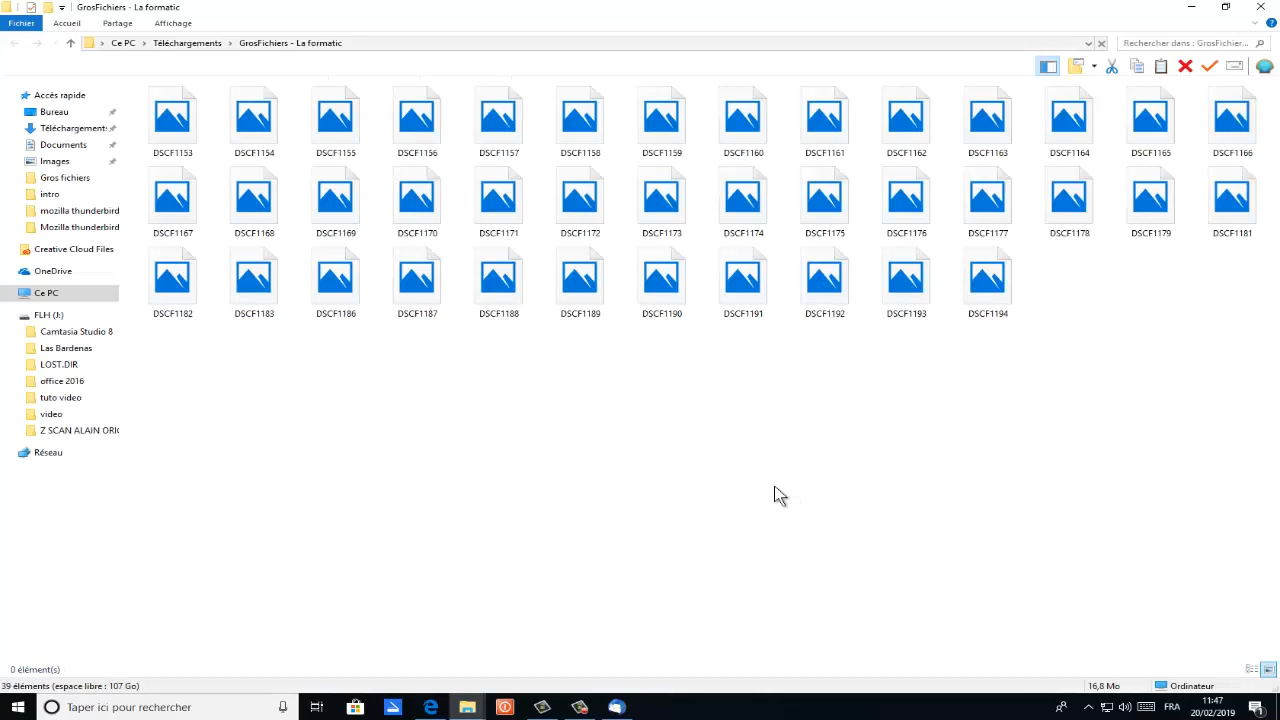 GrosFichiers - La formatic
Fichier Accueil Partage Affichage
Ce PC Téléchargements GrosFichiers - La formatic
Rechercher dans : GrosFichier...
Accès rapide
Bureau
Téléchargement:
Documents
Images
Gros fichiers
intro
mozilla thunderbird
Mozilla thunderbird
Creative Cloud Files
OneDrive
Ce PC
FLH (J:)
Camtasia Studio 8
Las Bardenas
LOST.DIR
office 2016
tuto video
video
Z SCAN ALAIN ORIG
Réseau
DSCF1153 DSCF1154 DSCF1155 DSCF1156 DSCF1157 DSCF1158 DSCF1159 DSCF1160 DSCF1161 DSCF1162 DSCF1163 DSCF1164 DSCF1165 DSCF1166
DSCF1167 DSCF1168 DSCF1169 DSCF1170 DSCF1171 DSCF1172 DSCF1173 DSCF1174 DSCF1175 DSCF1176 DSCF1177 DSCF1178 DSCF1179 DSCF1181
DSCF1182 DSCF1183 DSCF1186 DSCF1187 DSCF1188 DSCF1189 DSCF1190 DSCF1191 DSCF1192 DSCF1193 DSCF1194
0 élément(s)
39 éléments (espace libre : 107 Go) 16,8 Mo Ordinateur
Taper ici pour rechercher
FRA
11:47
20/02/2019